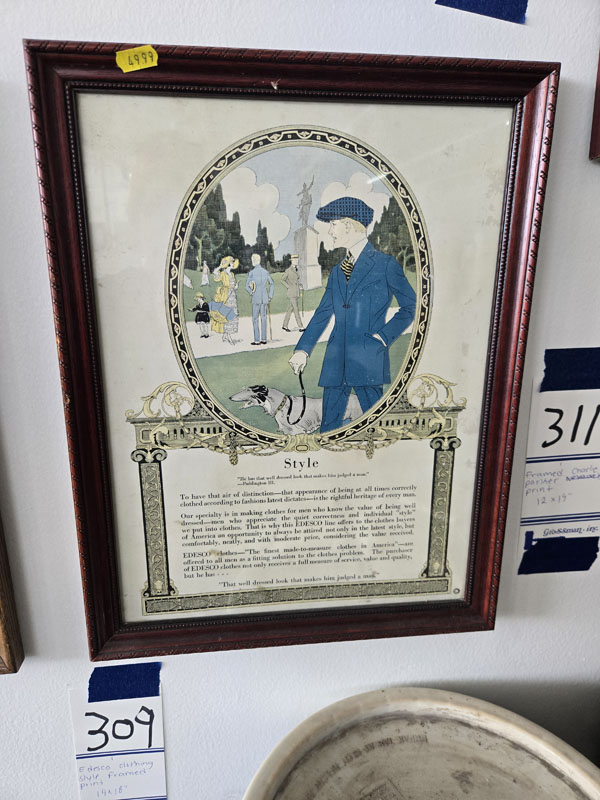 4999
Style
"He has that well dressed look that makes him judged a man."
To have that air of distinction—that appearance of being at all times correctly
clothed according to fashions latest dictates—is the rightful heritage of every man.
Our specialty is in making clothes for men who know the value of being well
dressed—men who appreciate the quiet correctness and individual "style"
we put into clothes. That is why this EDESCO line offers to the clothes buyers
of America an opportunity to always be attired not only in the latest style, but
comfortably, neatly, and with moderate price, considering the value received.
EDESCO clothes—"The finest made-to-measure clothes in America"—are
offered to all men as a fitting solution to the clothes problem. The purchaser
of EDESCO clothes not only receives a full measure of service, value and quality,
but he has . . .
"That well dressed look that makes him judged a man."
311
Framed Charle
print
12 x 15"
Grossman inc
309
Edesco clothing
Style framed
print
14x18"